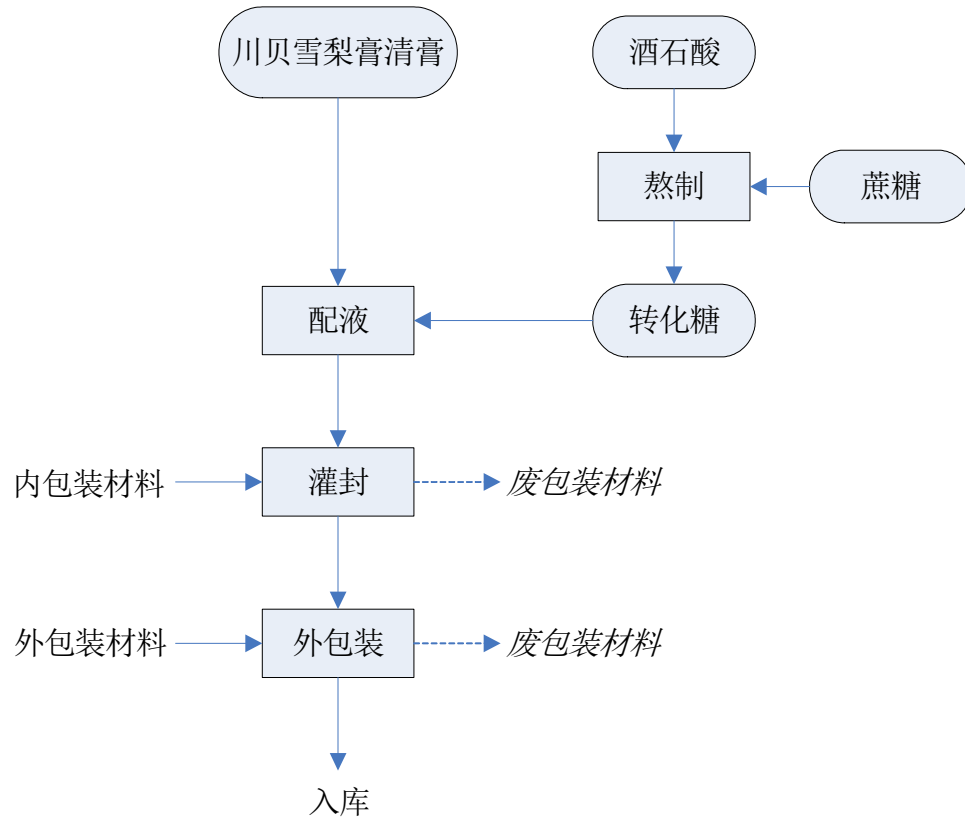 川贝雪梨膏清膏
酒石酸
熬制
蔗糖
配液
转化糖
内包装材料
灌封
废包装材料
外包装材料
外包装
废包装材料
入库